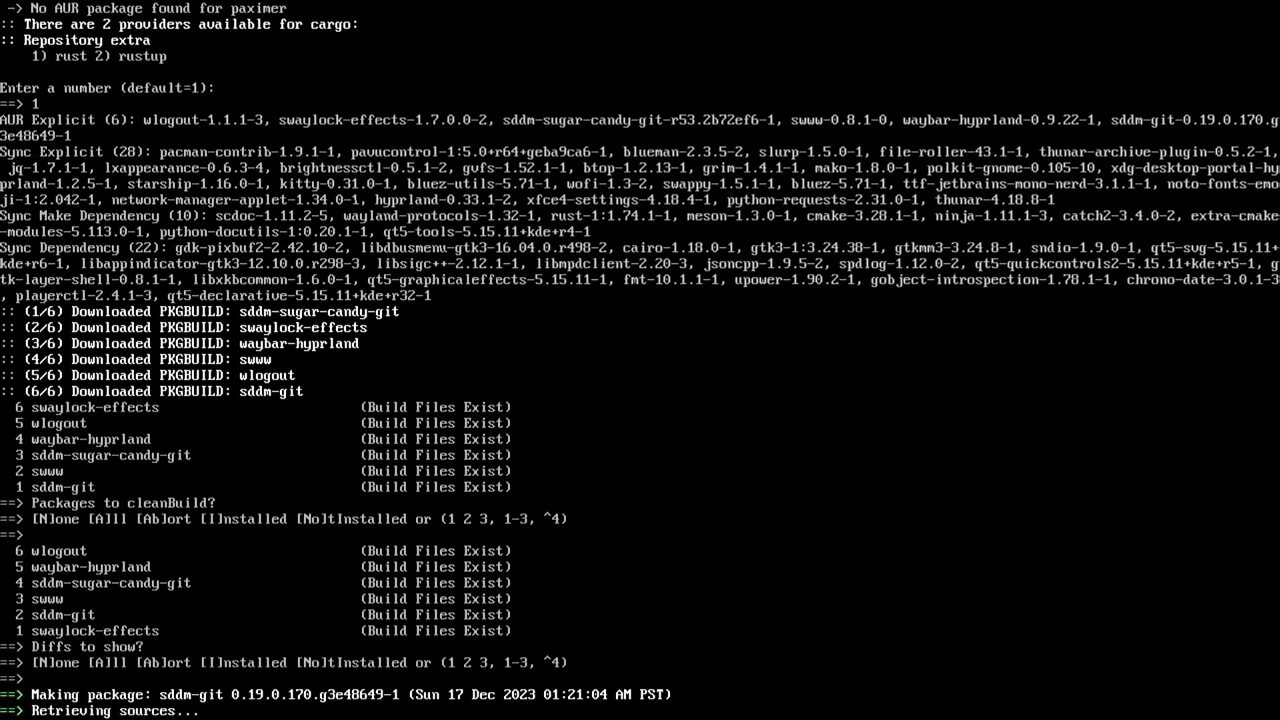 -> No AUR package found for paximer
:: There are 2 providers available for cargo:
:: Repository extra
1) rust 2) rustup
Enter a number (default=1):
==> 1
AUR Explicit (6): wlogout-1.1.1-3, swaylock-effects-1.7.0.0-2, sddm-sugar-candy-git-r53.2b72ef6-1, swww-0.8.1-0, waybar-hyprland-0.9.22-1, sddm-git-0.19.0.170.g
3e48649-1
Sync Explicit (28): pacman-contrib-1.9.1-1, pavucontrol-1:5.0+r64+geba9ca6-1, blueman-2.3.5-2, slurp-1.5.0-1, file-roller-43.1-1, thunar-archive-plugin-0.5.2-1,
jq-1.7.1-1, lxappearance-0.6.3-4, brightnessctl-0.5.1-2, gvfs-1.52.1-1, btop-1.2.13-1, grim-1.4.1-1, mako-1.8.0-1, polkit-gnome-0.105-10, xdg-desktop-portal-hy
prland-1.2.5-1, starship-1.16.0-1, kitty-0.31.0-1, bluez-utils-5.71-1, wofi-1.3-2, swappy-1.5.1-1, bluez-5.71-1, ttf-jetbrains-mono-nerd-3.1.1-1, noto-fonts-emo
ji-1:2.042-1, network-manager-applet-1.34.0-1, hyprland-0.33.1-2, xfce4-settings-4.18.4-1, python-requests-2.31.0-1, thunar-4.18.8-1
Sync Make Dependency (10): scdoc-1.11.2-5, wayland-protocols-1.32-1, rust-1:1.74.1-1, meson-1.3.0-1, cmake-3.28.1-1, ninja-1.11.1-3, catch2-3.4.0-2, extra-cmake
-modules-5.113.0-1, python-docutils-1:0.20.1-1, qt5-tools-5.15.11+kde+r4-1
Sync Dependency (22): gdk-pixbuf2-2.42.10-2, libdbusmenu-gtk3-16.04.0.r498-2, cairo-1.18.0-1, gtk3-1:3.24.38-1, gtkmm3-3.24.8-1, sndio-1.9.0-1, qt5-svg-5.15.11+
kde+r6-1, libappindicator-gtk3-12.10.0.r298-3, libsigc++-2.12.1-1, libmpdclient-2.20-3, jsoncpp-1.9.5-2, spdlog-1.12.0-2, qt5-quickcontrols2-5.15.11+kde+r5-1, g
tk-layer-shell-0.8.1-1, libxkbcommon-1.6.0-1, qt5-graphicaleffects-5.15.11-1, fmt-10.1.1-1, upower-1.90.2-1, gobject-introspection-1.78.1-1, chrono-date-3.0.1-3
, playerctl-2.4.1-3, qt5-declarative-5.15.11+kde+r32-1
:: (1/6) Downloaded PKGBUILD: sddm-sugar-candy-git
:: (2/6) Downloaded PKGBUILD: swaylock-effects
:: (3/6) Downloaded PKGBUILD: waybar-hyprland
:: (4/6) Downloaded PKGBUILD: swww
:: (5/6) Downloaded PKGBUILD: wlogout
:: (6/6) Downloaded PKGBUILD: sddm-git
6 swaylock-effects (Build Files Exist)
5 wlogout (Build Files Exist)
4 waybar-hyprland (Build Files Exist)
3 sddm-sugar-candy-git (Build Files Exist)
2 swww (Build Files Exist)
1 sddm-git (Build Files Exist)
==> Packages to cleanBuild?
==> [N]one [A]ll [Ab]ort [I]nstalled [No]tInstalled or (1 2 3, 1-3, ^4)
==>
6 wlogout (Build Files Exist)
5 waybar-hyprland (Build Files Exist)
4 sddm-sugar-candy-git (Build Files Exist)
3 swww (Build Files Exist)
2 sddm-git (Build Files Exist)
1 swaylock-effects (Build Files Exist)
==> Diffs to show?
==> [N]one [A]ll [Ab]ort [I]nstalled [No]tInstalled or (1 2 3, 1-3, ^4)
==>
==> Making package: sddm-git 0.19.0.170.g3e48649-1 (Sun 17 Dec 2023 01:21:04 AM PST)
==> Retrieving sources...